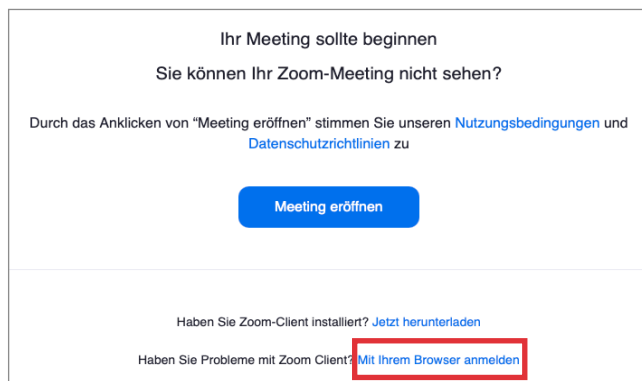 Ihr Meeting sollte beginnen
Sie können Ihr Zoom-Meeting nicht sehen?
Durch das Anklicken von “Meeting eröffnen” stimmen Sie unseren Nutzungsbedingungen und
Datenschutzrichtlinien zu
Meeting eröffnen
Haben Sie Zoom-Client installiert? Jetzt herunterladen
Haben Sie Probleme mit Zoom Client? Mit Ihrem Browser anmelden